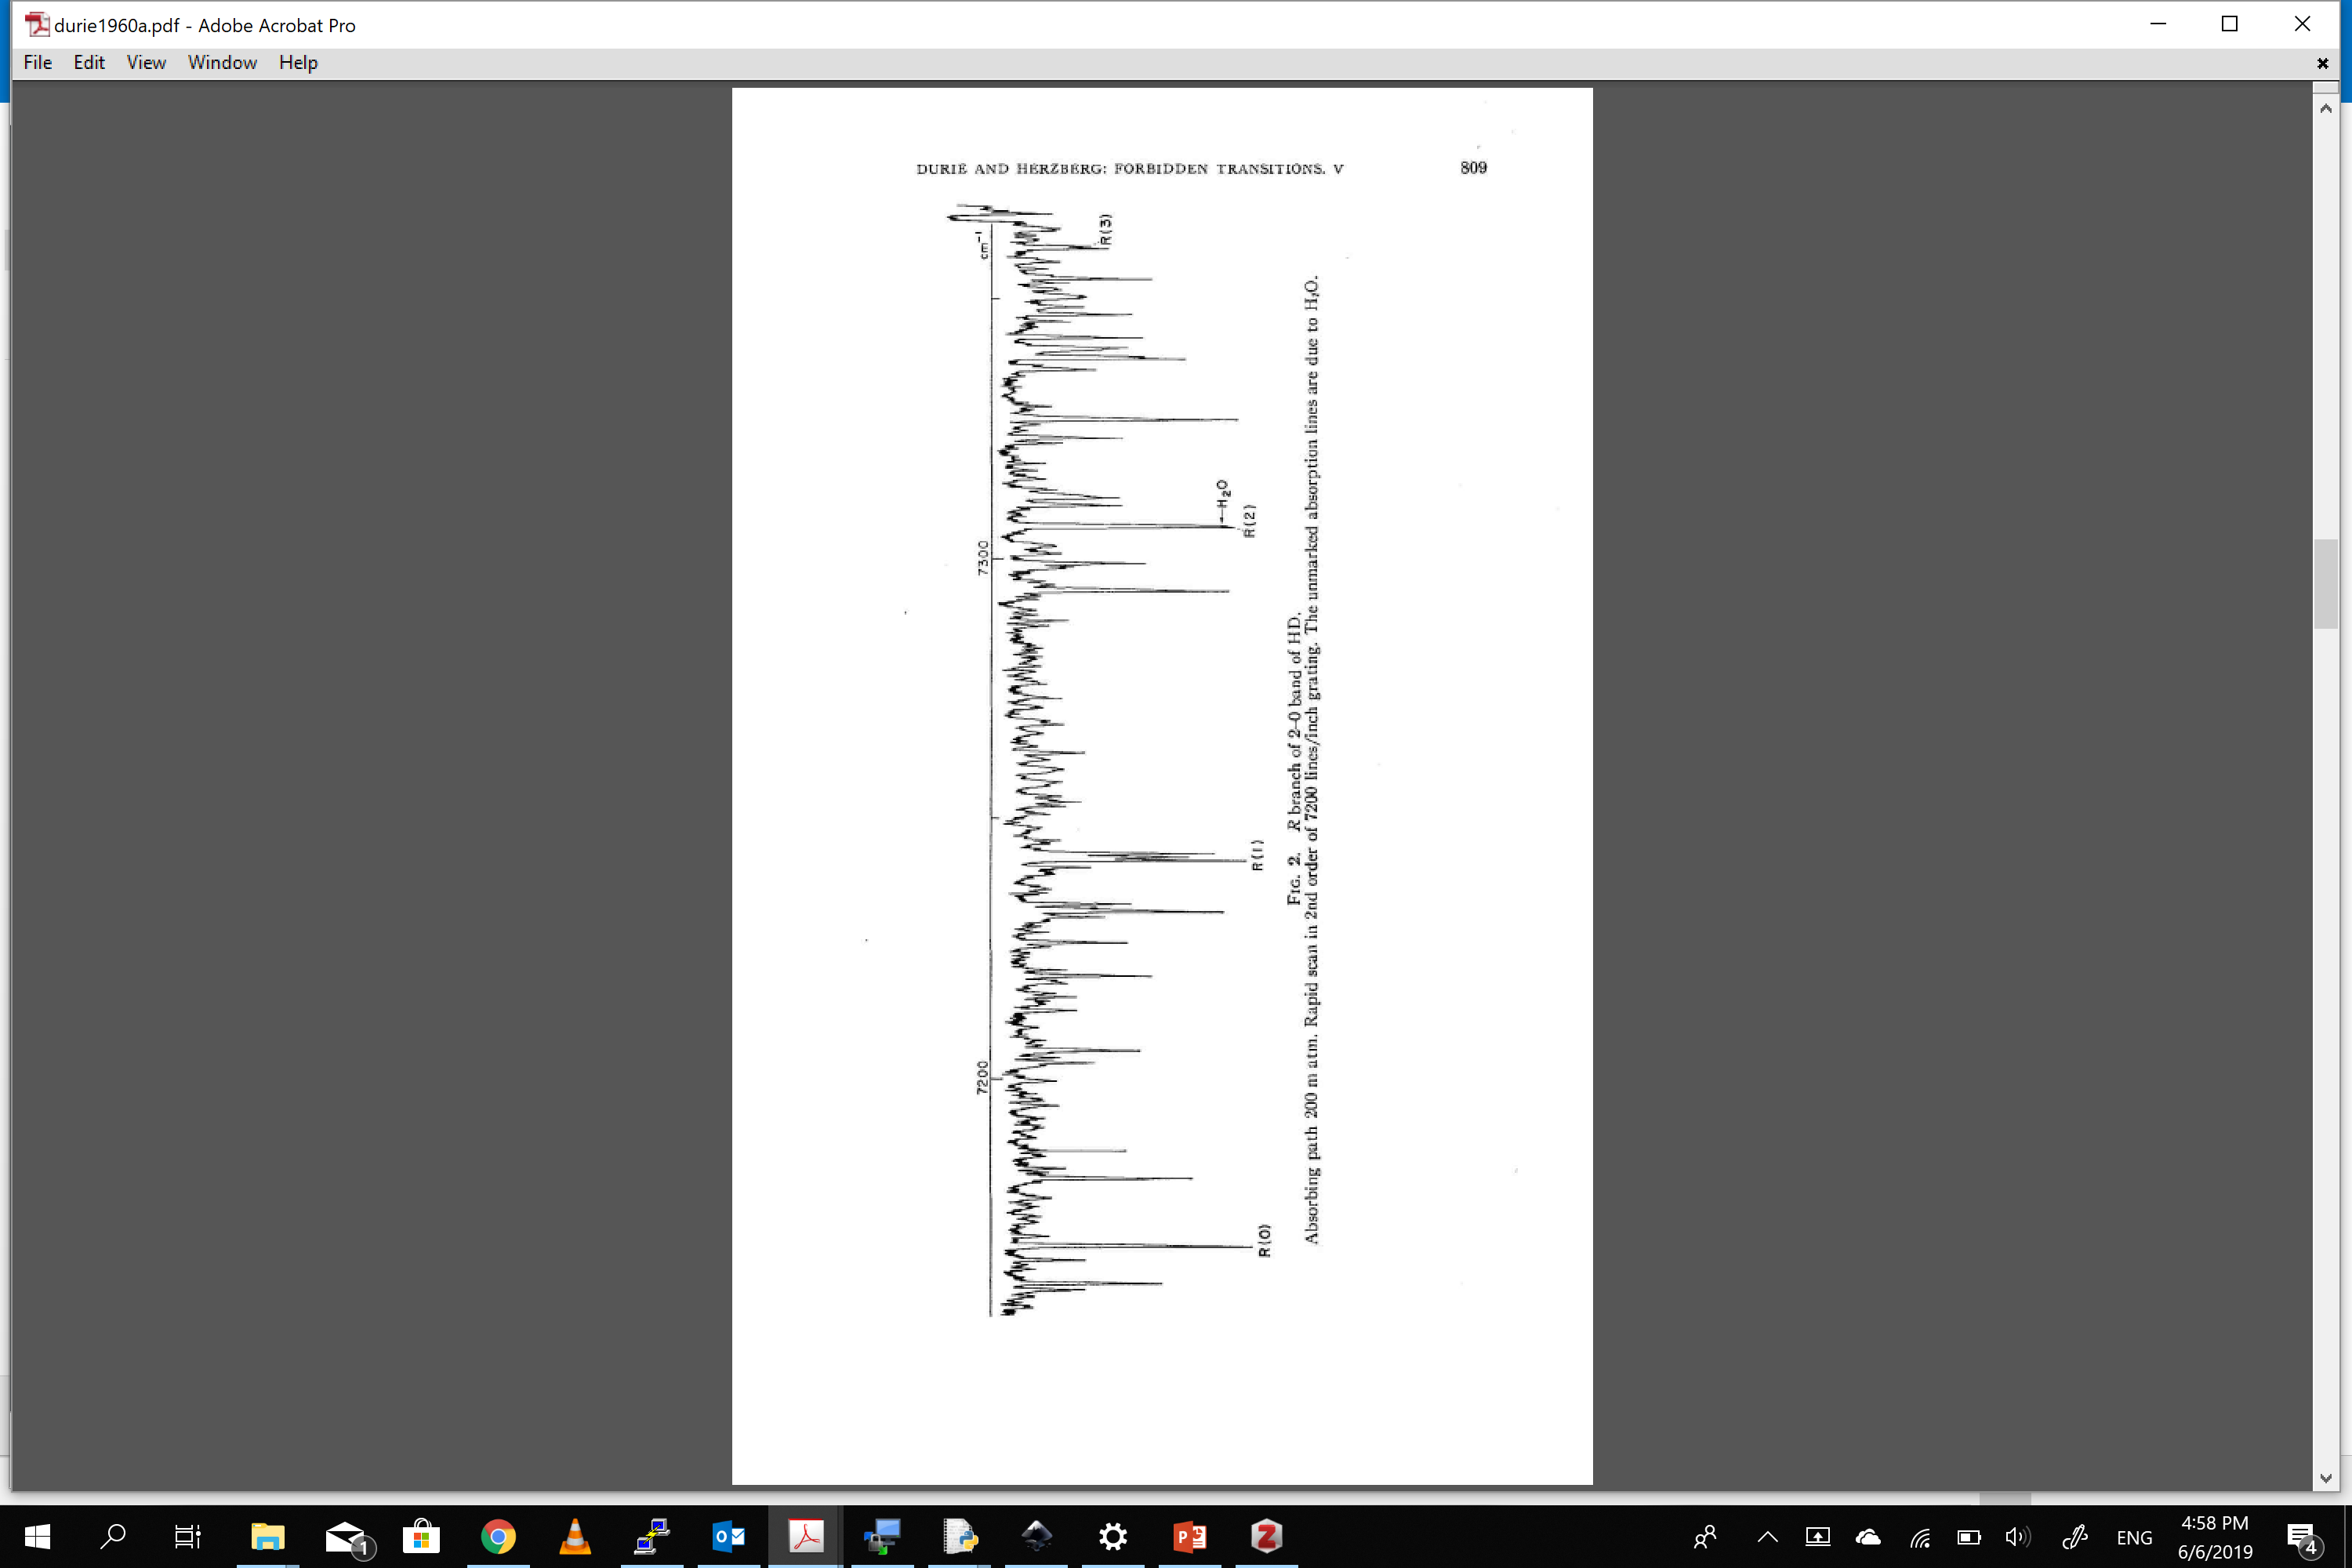 durie1960a.pdf - Adobe Acrobat Pro
File Edit View Window Help
DURIE AND HERZBERG: FORBIDDEN TRANSITIONS. V 809
cm⁻¹
7300
7200
R(3)
←H₂O
R(2)
R(1)
R(0)
FIG. 2. R branch of 2–0 band of HD.
Absorbing path 200 m atm. Rapid scan in 2nd order of 7200 lines/inch grating. The unmarked absorption lines are due to H₂O.
1
ENG
4:58 PM
6/6/2019
4